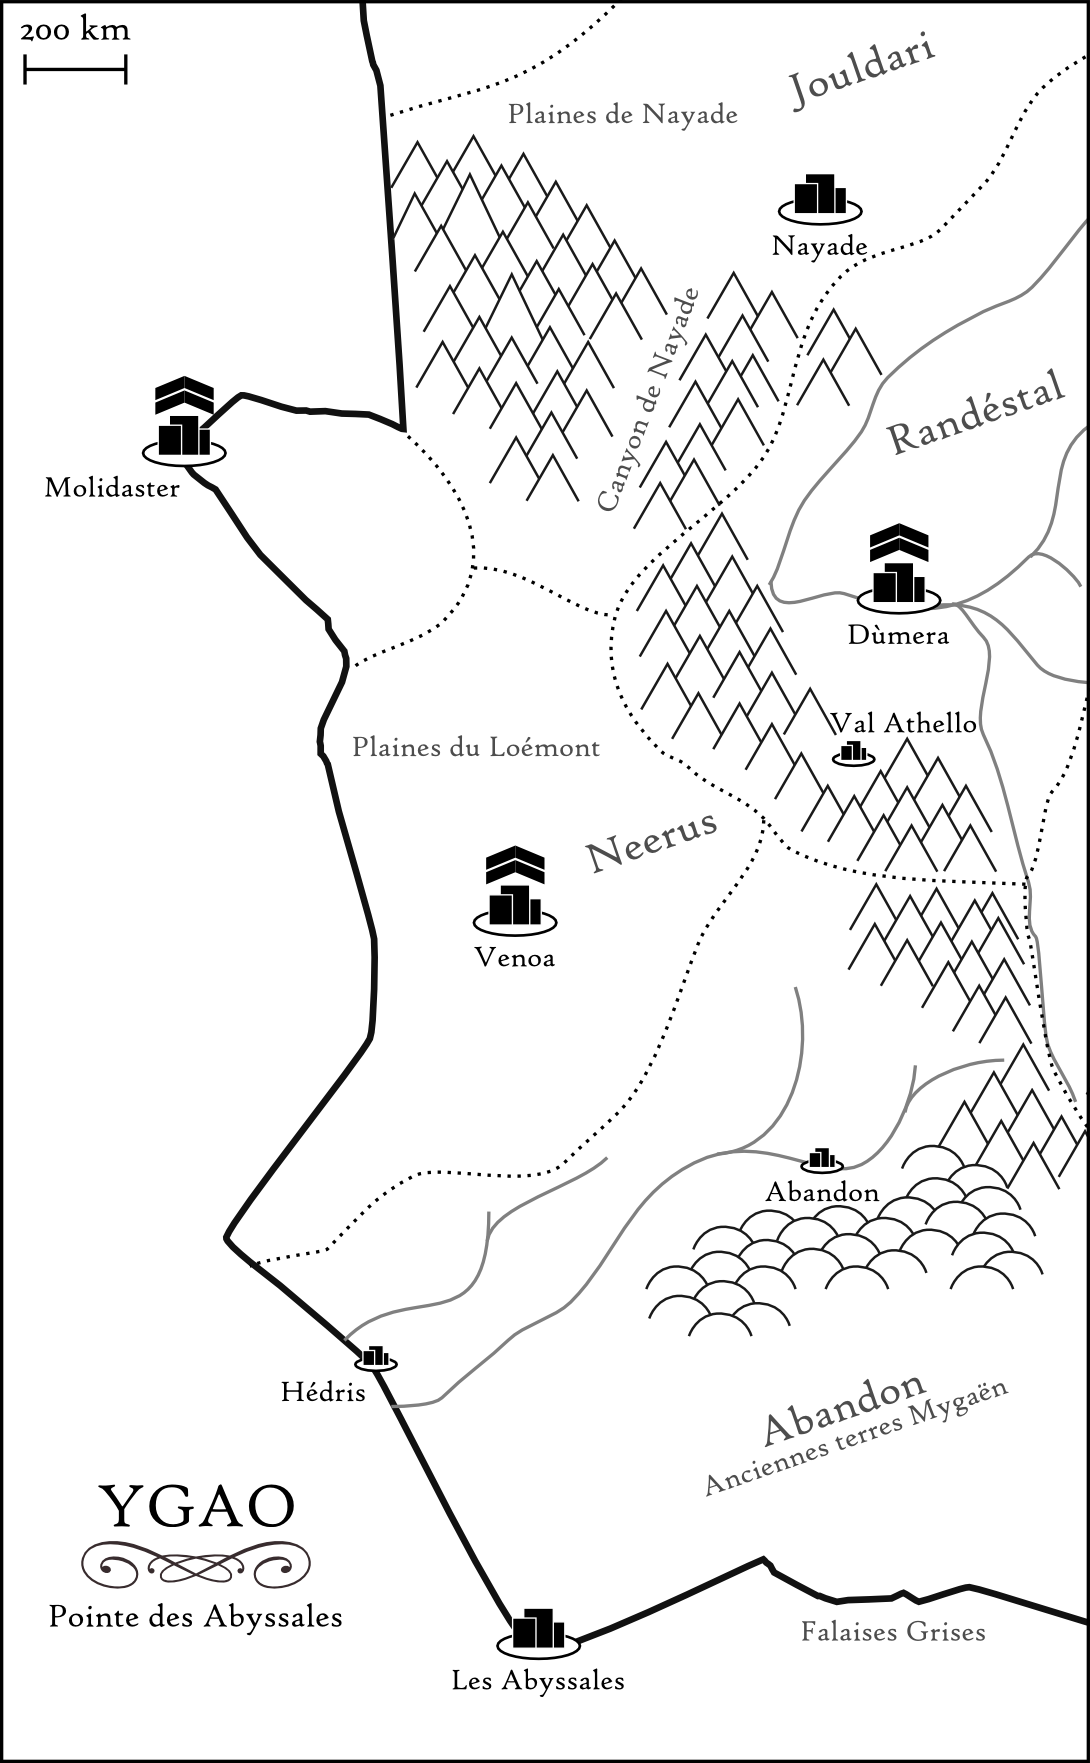 200 km
Jouldari
Plaines de Nayade
Nayade
Canyon de Nayade
Randéstal
Molidaster
Dùmera
Val Athello
Plaines du Loémont
Neerus
Venoa
Abandon
Hédris
Abandon
Anciennes terres Mygaën
YGAO
Pointe des Abyssales
Falaises Grises
Les Abyssales